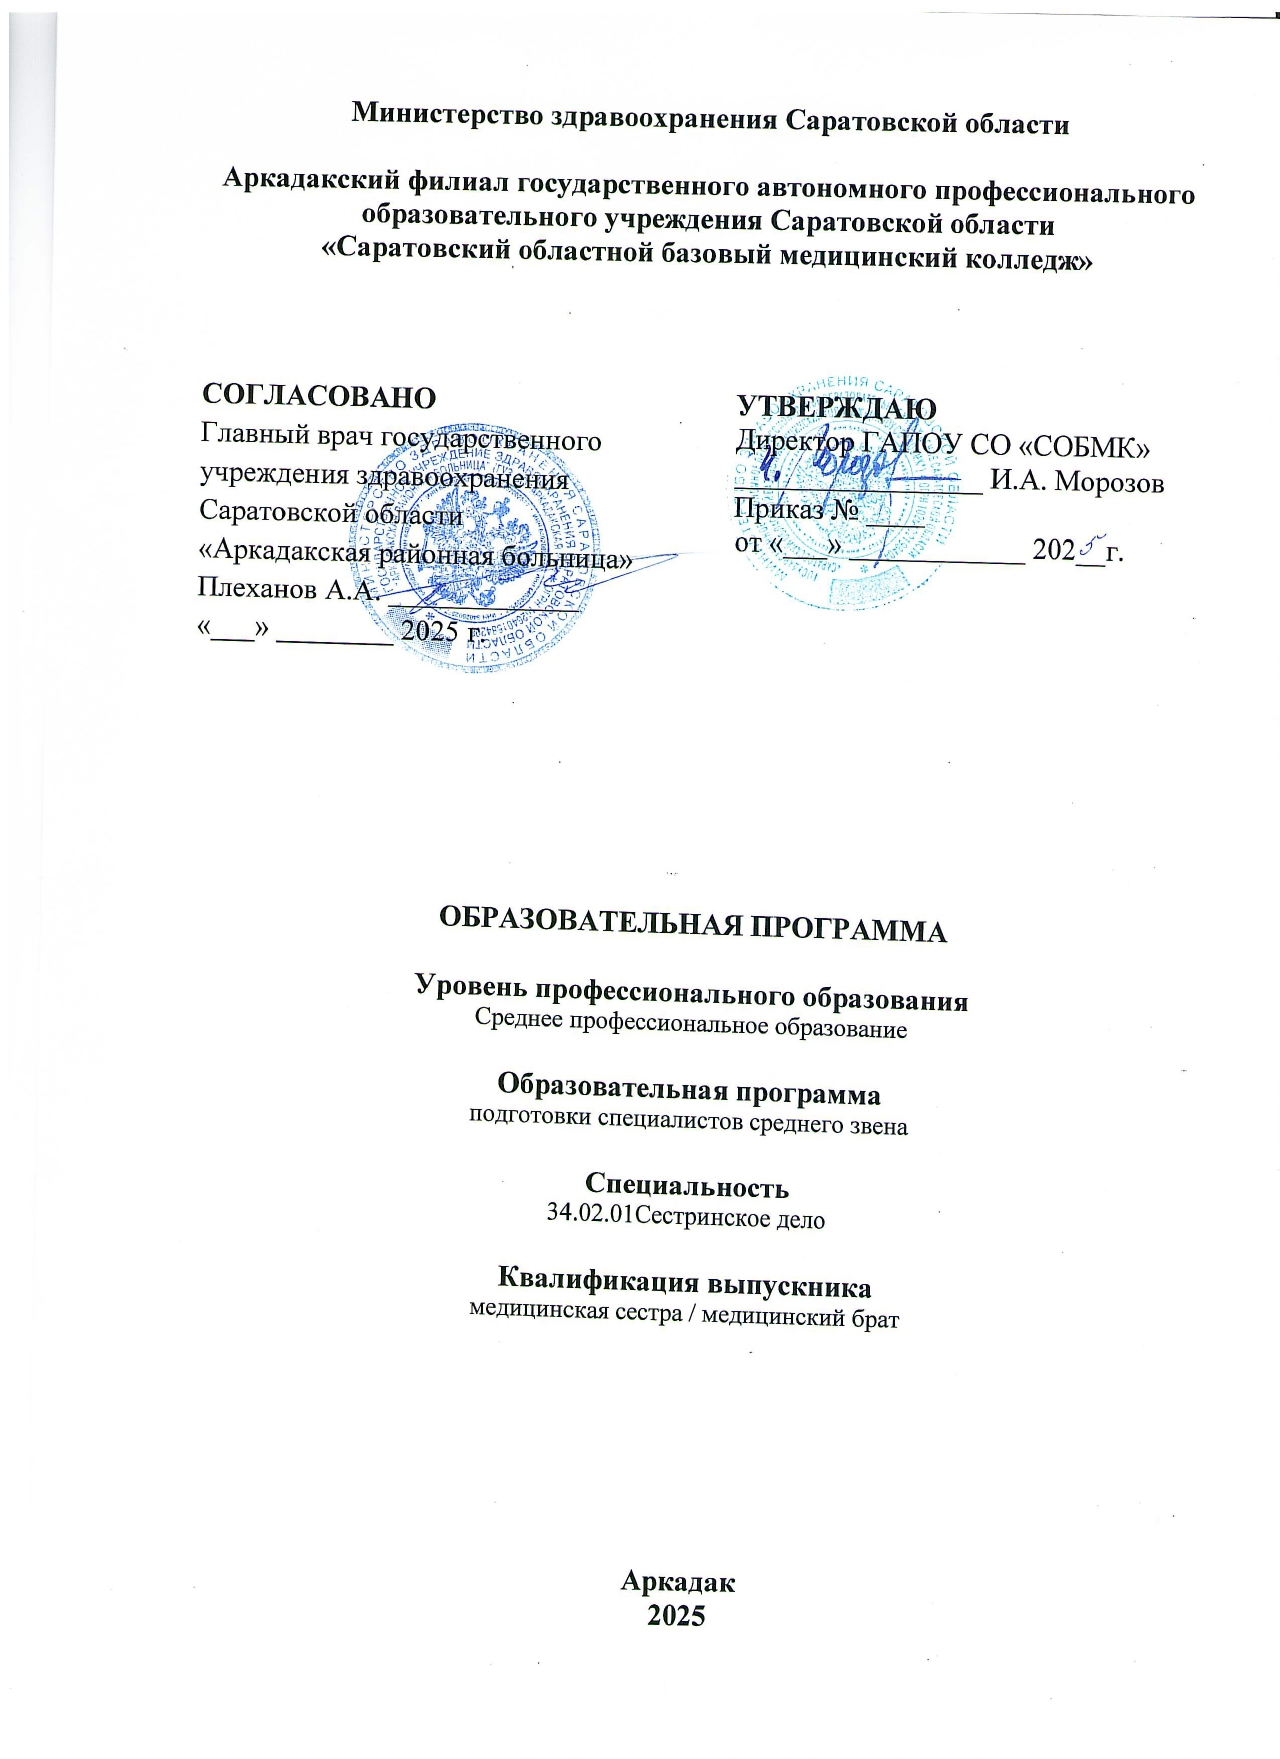 Министерство здравоохранения Саратовской области
Аркадакский филиал государственного автономного профессионального
образовательного учреждения Саратовской области
«Саратовский областной базовый медицинский колледж»
СОГЛАСОВАНО
Главный врач государственного
учреждения здравоохранения
Саратовской области
«Аркадакская районная больница»
Плеханов А.А. _____________
«___» ________ 2025 г.
УТВЕРЖДАЮ
Директор ГАПОУ СО «СОБМК»
_________________ И.А. Морозов
Приказ № ____
от «___» ____________ 2025 г.
ОБРАЗОВАТЕЛЬНАЯ ПРОГРАММА
Уровень профессионального образования
Среднее профессиональное образование
Образовательная программа
подготовки специалистов среднего звена
Специальность
34.02.01Сестринское дело
Квалификация выпускника
медицинская сестра / медицинский брат
Аркадак
2025